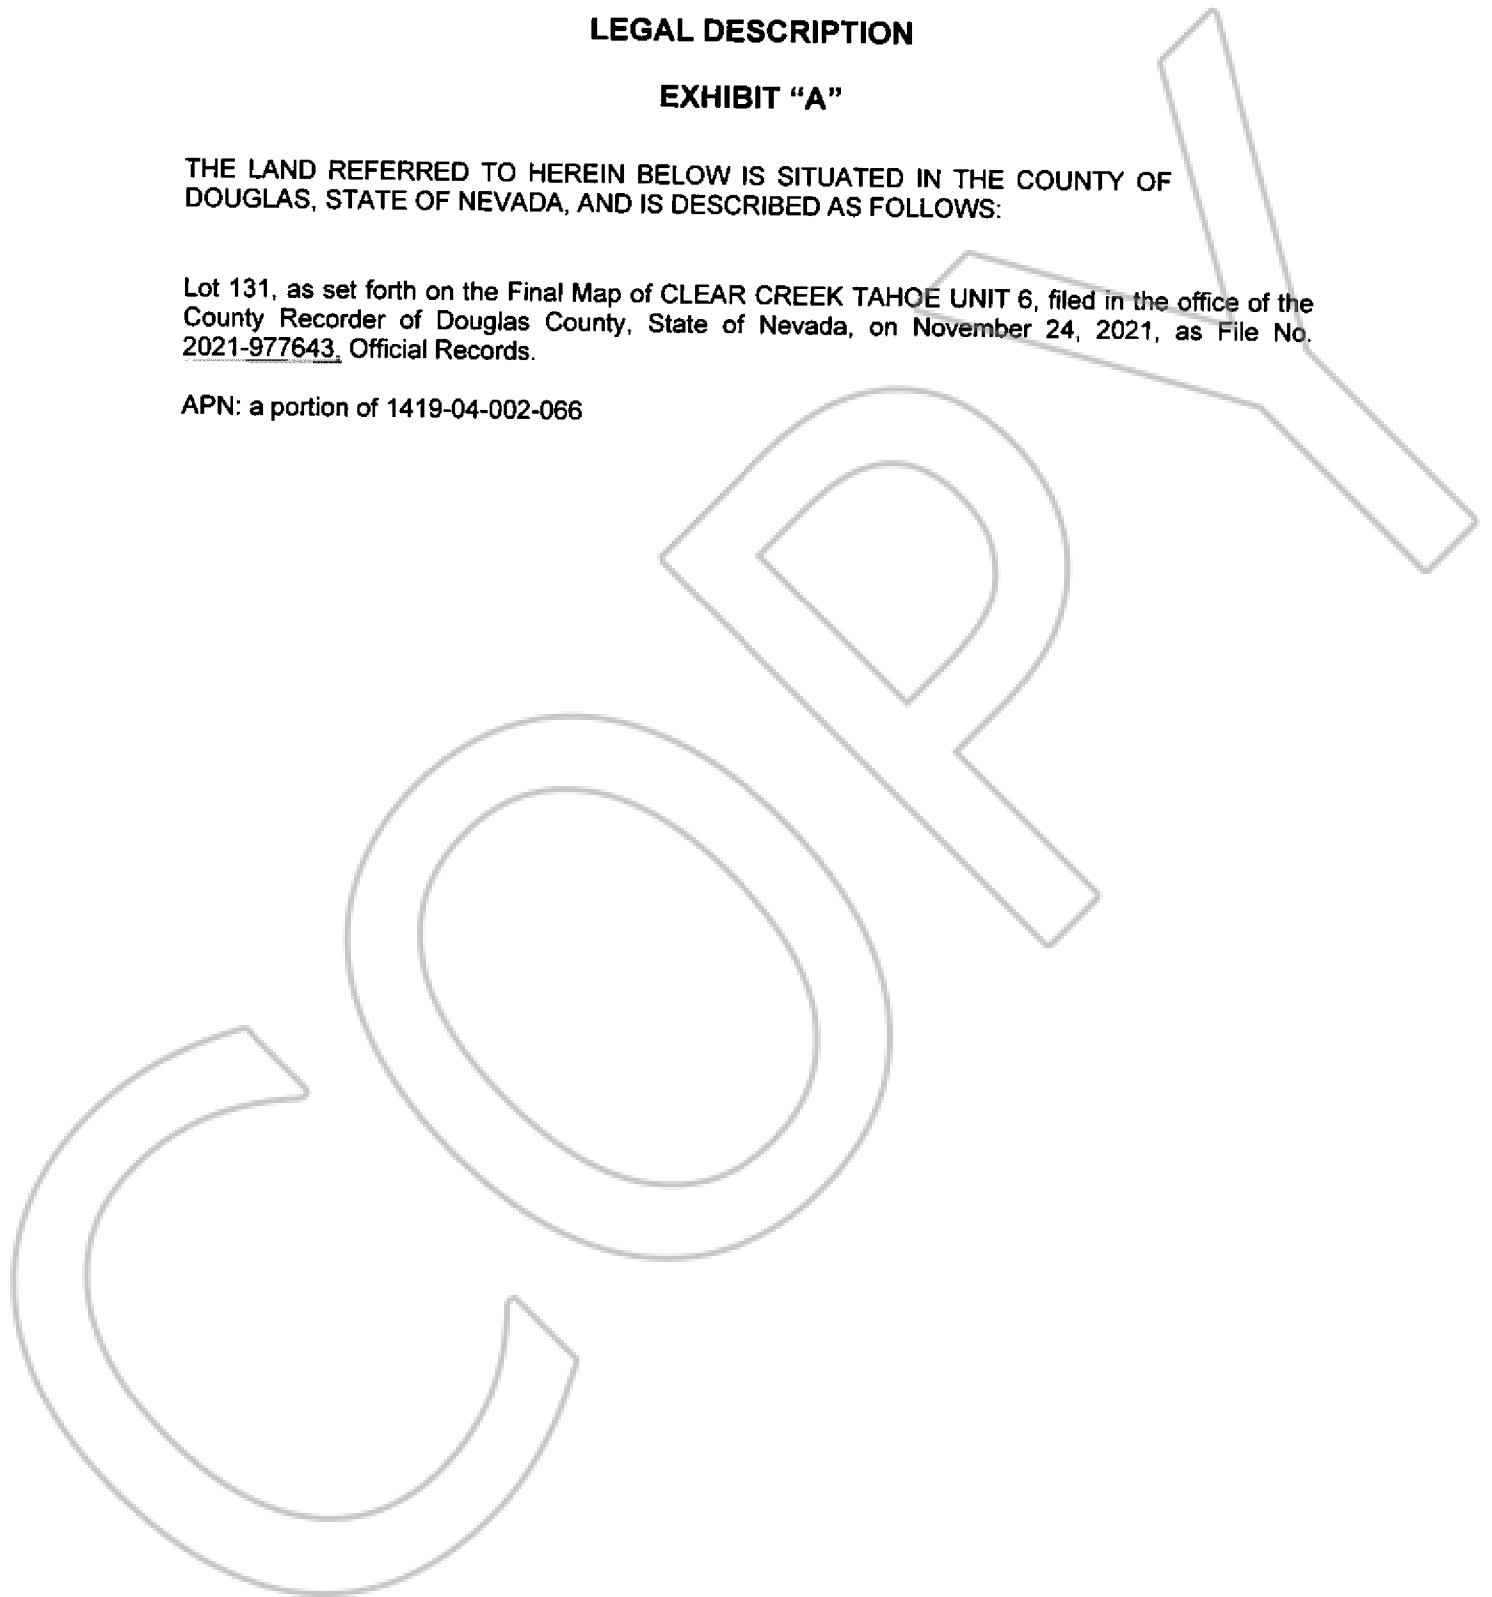 LEGAL DESCRIPTION
EXHIBIT “A”
THE LAND REFERRED TO HEREIN BELOW IS SITUATED IN THE COUNTY OF
DOUGLAS, STATE OF NEVADA, AND IS DESCRIBED AS FOLLOWS:
Lot 131, as set forth on the Final Map of CLEAR CREEK TAHOE UNIT 6, filed in the office of the
County Recorder of Douglas County, State of Nevada, on November 24, 2021, as File No.
2021-977643, Official Records.
APN: a portion of 1419-04-002-066
COPY